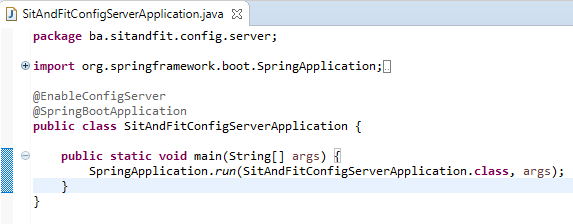 SitAndFitConfigServerApplication.java
package ba.sitandfit.config.server;
import org.springframework.boot.SpringApplication;
@EnableConfigServer
@SpringBootApplication
public class SitAndFitConfigServerApplication {
public static void main(String[] args) {
SpringApplication.run(SitAndFitConfigServerApplication.class, args);
}
}